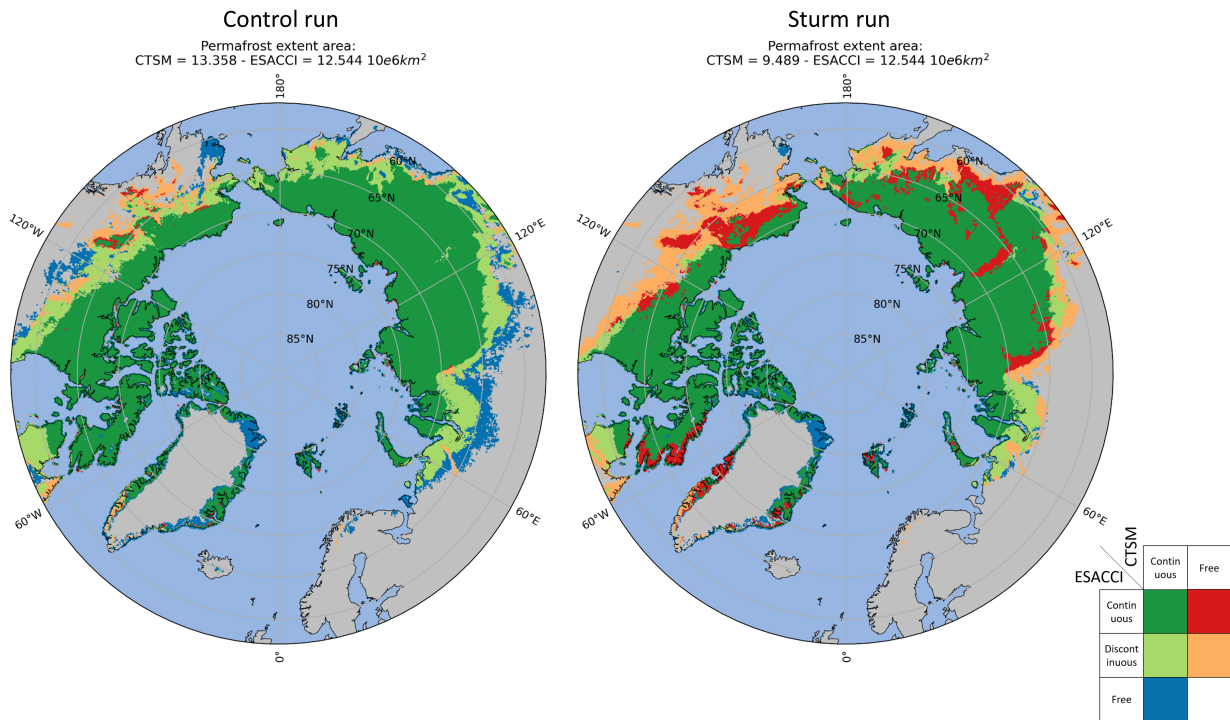 Control run
Permafrost extent area:
CTSM = 13.358 - ESACCI = 12.544 10e6km²
180°
120°W
60°N
65°N
70°N
75°N
80°N
85°N
120°E
60°W
60°E
0°
Sturm run
Permafrost extent area:
CTSM = 9.489 - ESACCI = 12.544 10e6km²
180°
120°W
60°N
65°N
70°N
75°N
80°N
85°N
120°E
60°W
60°E
0°
CTSM
ESACCI
Contin
uous
Free
Contin
uous
Discont
inuous
Free